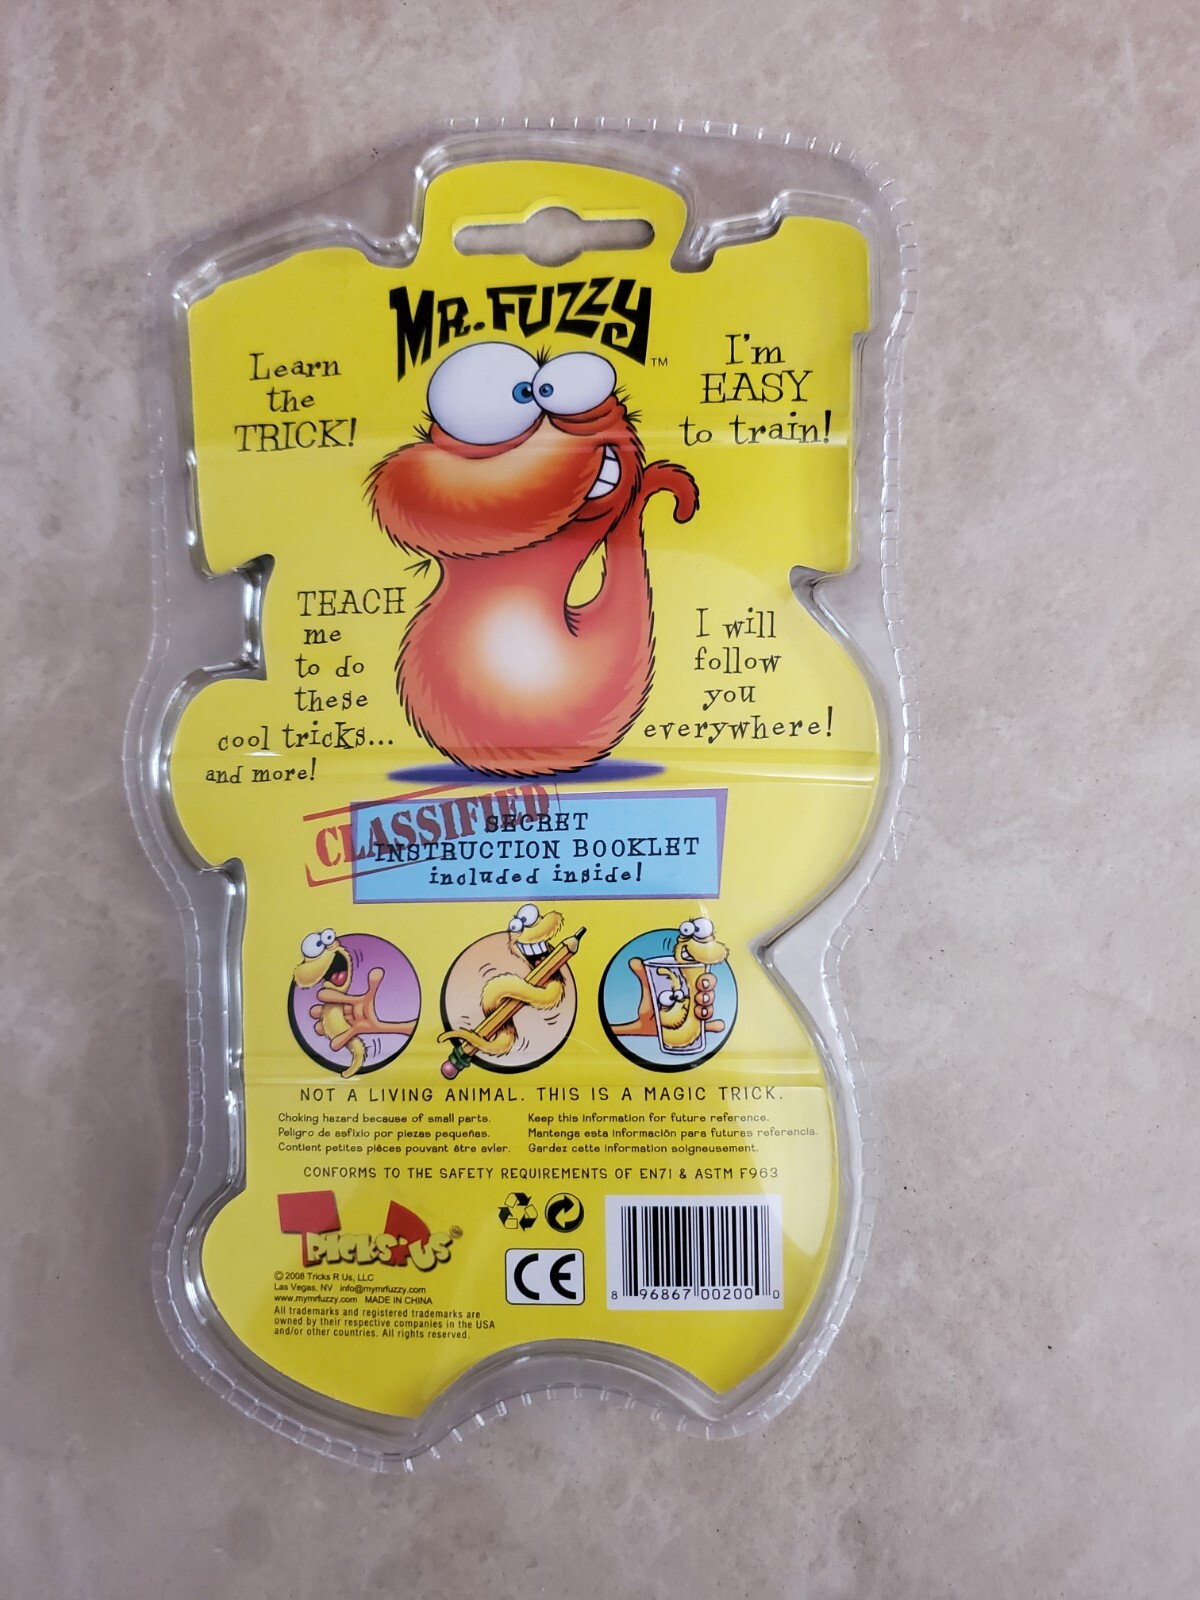 MR. FUZZY™
Learn
the
TRICK!
I'm
EASY
to train!
TEACH
me
to do
these
cool tricks...
and more!
I will
follow
you
everywhere!
CLASSIFIED
SECRET
INSTRUCTION BOOKLET
included inside!
NOT A LIVING ANIMAL. THIS IS A MAGIC TRICK.
Choking hazard because of small parts.
Peligro de asfixio por piezas pequeñas.
Contient petites pièces pouvant être avler.
Keep this information for future reference.
Mantenga esta información para futuras referencia.
Gardez cette information soigneusement.
CONFORMS TO THE SAFETY REQUIREMENTS OF EN71 & ASTM F963
TRICKS R US®
© 2008 Tricks R Us, LLC
Las Vegas, NV info@mymrfuzzy.com
www.mymrfuzzy.com MADE IN CHINA
All trademarks and registered trademarks are
owned by their respective companies in the USA
and/or other countries. All rights reserved.
CE
8 96867 00200 0